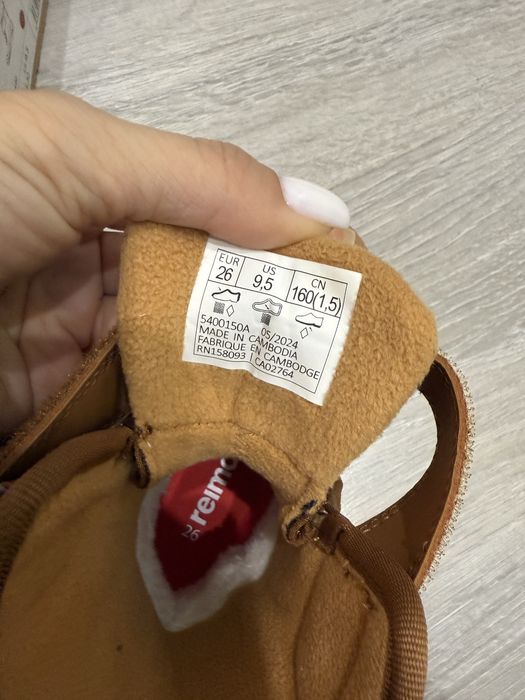 EUR US CN
26 9,5 160(1,5)
5400150A 05/2024
MADE IN CAMBODIA
FABRIQUE EN CAMBODGE
RN158093 CA02764
26 reima